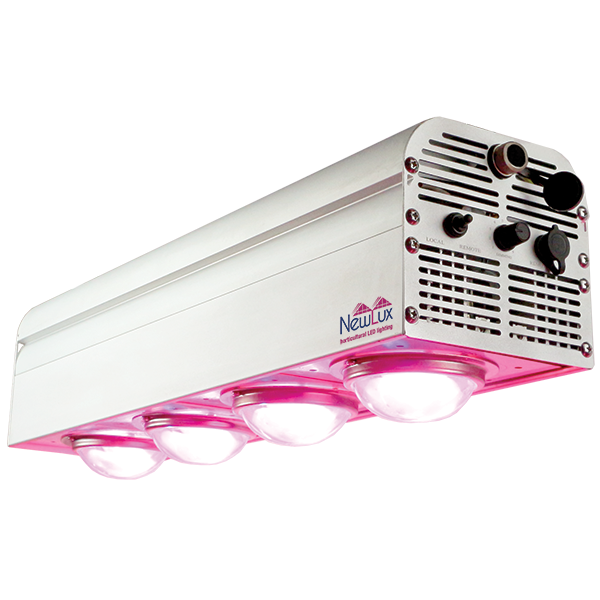 NewLux
horticultural LED lighting
LOCAL
REMOTE